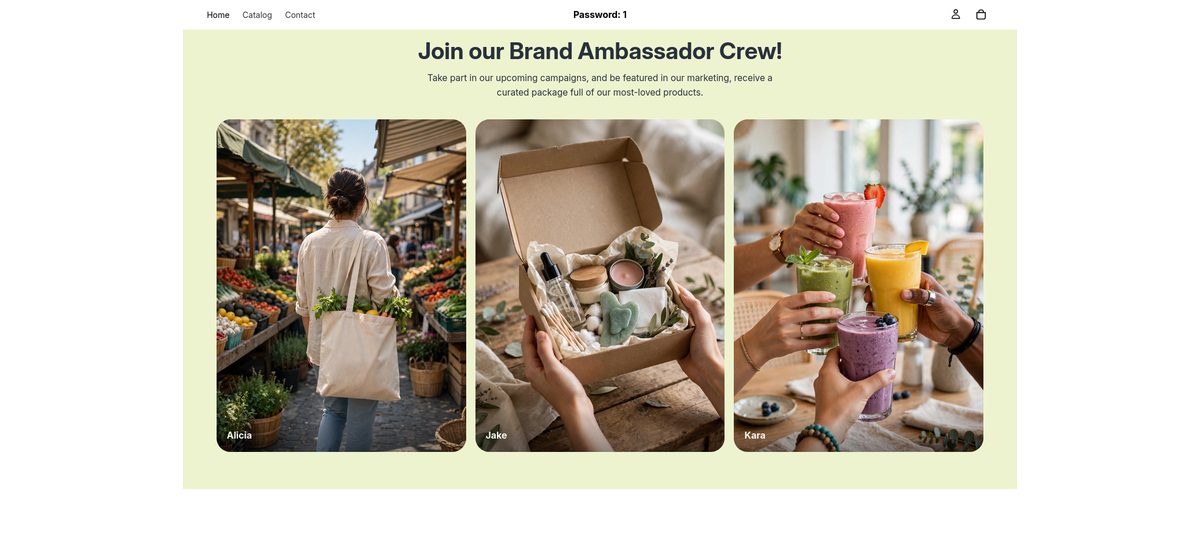 Home Catalog Contact Password: 1
Join our Brand Ambassador Crew!
Take part in our upcoming campaigns, and be featured in our marketing, receive a
curated package full of our most-loved products.
Alicia Jake Kara